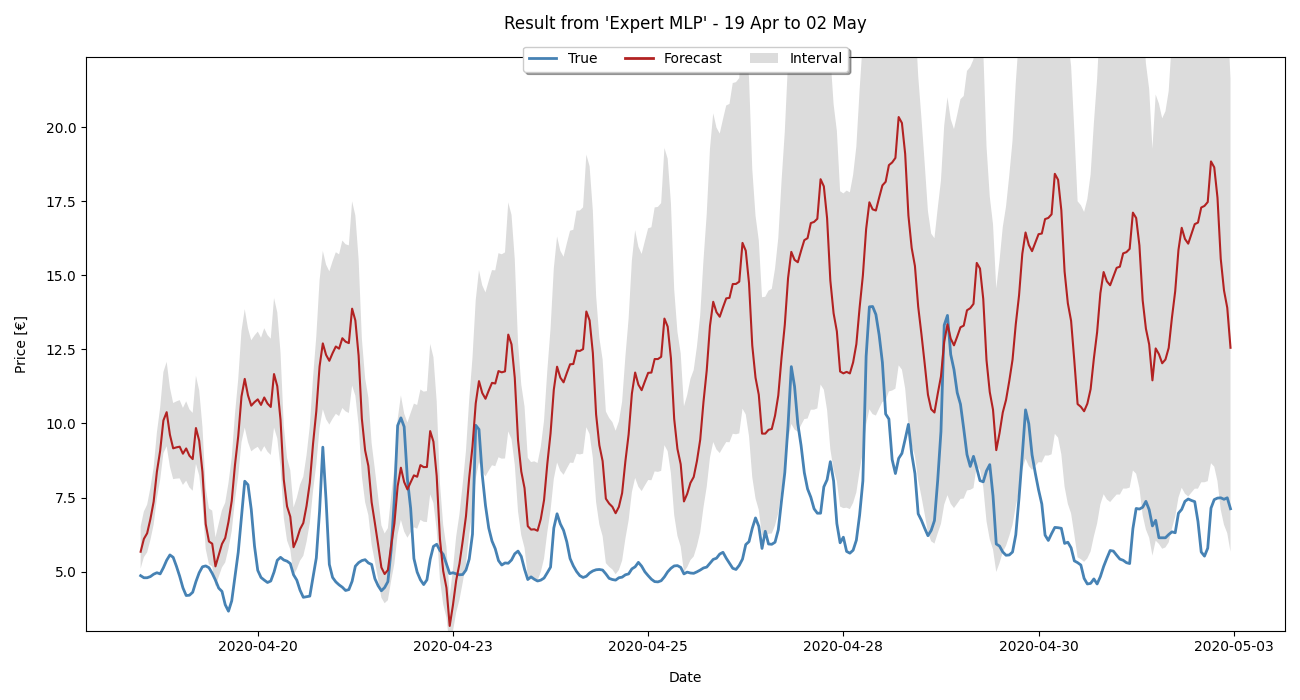 Result from 'Expert MLP' - 19 Apr to 02 May
True Forecast Interval
Price [€]
20.0
17.5
15.0
12.5
10.0
7.5
5.0
2020-04-20 2020-04-23 2020-04-25 2020-04-28 2020-04-30 2020-05-03
Date